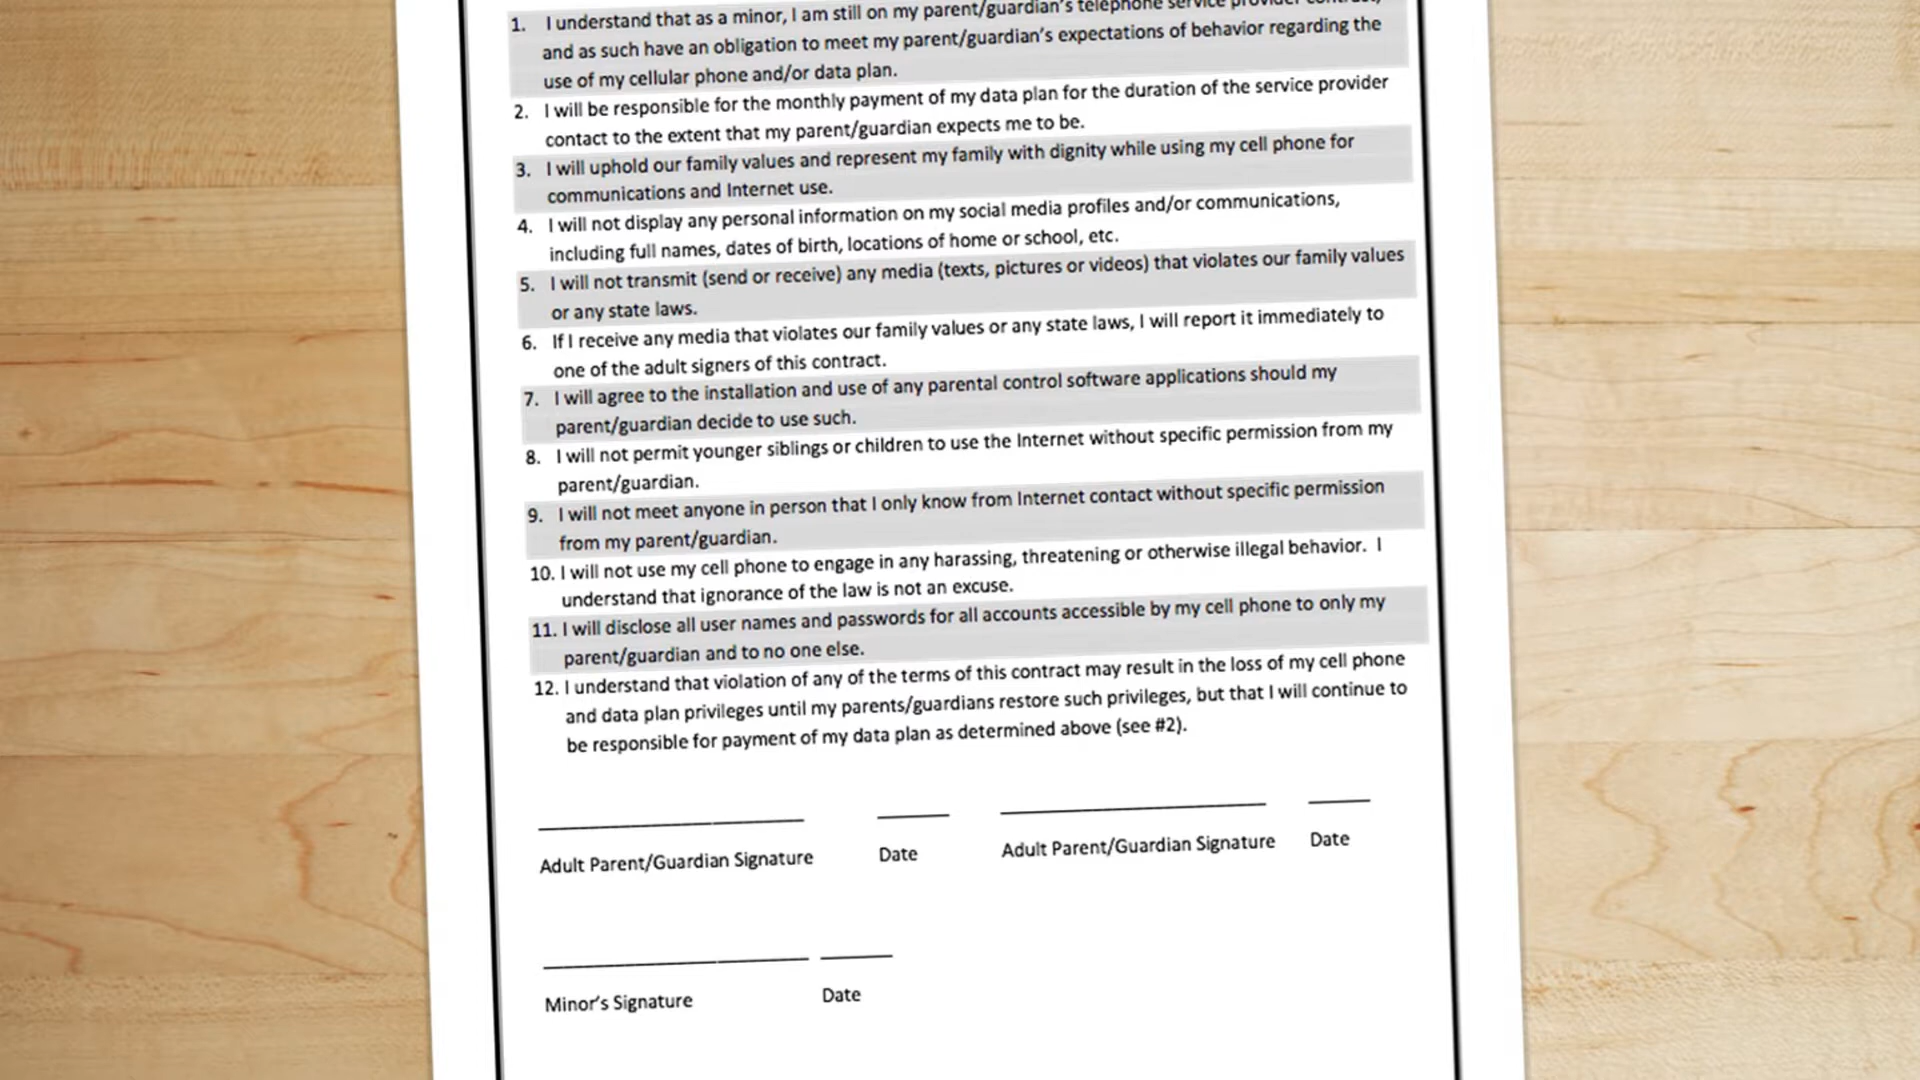 1. I understand that as a minor, I am still on my parent/guardian's telephone service provider contract,
and as such have an obligation to meet my parent/guardian's expectations of behavior regarding the
use of my cellular phone and/or data plan.
2. I will be responsible for the monthly payment of my data plan for the duration of the service provider
contact to the extent that my parent/guardian expects me to be.
3. I will uphold our family values and represent my family with dignity while using my cell phone for
communications and Internet use.
4. I will not display any personal information on my social media profiles and/or communications,
including full names, dates of birth, locations of home or school, etc.
5. I will not transmit (send or receive) any media (texts, pictures or videos) that violates our family values
or any state laws.
6. If I receive any media that violates our family values or any state laws, I will report it immediately to
one of the adult signers of this contract.
7. I will agree to the installation and use of any parental control software applications should my
parent/guardian decide to use such.
8. I will not permit younger siblings or children to use the Internet without specific permission from my
parent/guardian.
9. I will not meet anyone in person that I only know from Internet contact without specific permission
from my parent/guardian.
10. I will not use my cell phone to engage in any harassing, threatening or otherwise illegal behavior. I
understand that ignorance of the law is not an excuse.
11. I will disclose all user names and passwords for all accounts accessible by my cell phone to only my
parent/guardian and to no one else.
12. I understand that violation of any of the terms of this contract may result in the loss of my cell phone
and data plan privileges until my parents/guardians restore such privileges, but that I will continue to
be responsible for payment of my data plan as determined above (see #2).
Adult Parent/Guardian Signature Date Adult Parent/Guardian Signature Date
Minor's Signature Date